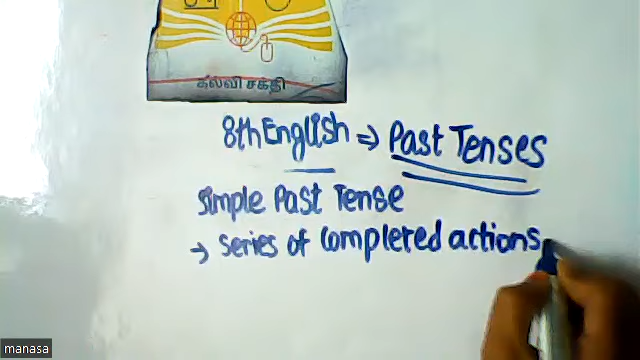 கல்வி சக்தி
8th English => Past Tenses
Simple Past Tense
→ Series of Completed actions
manasa